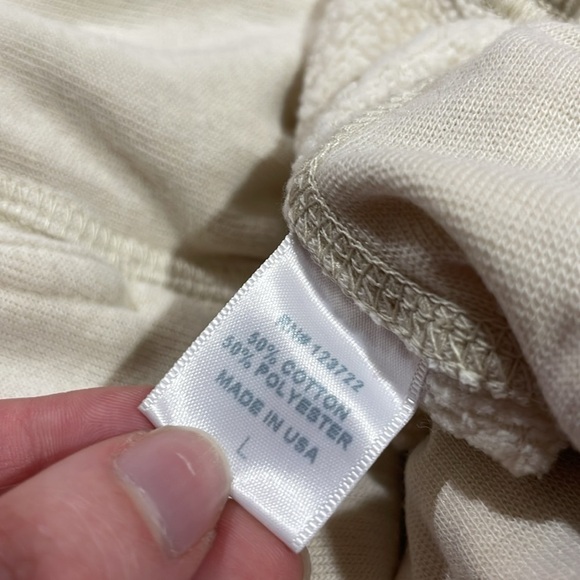 RN# 123722
50% COTTON
50% POLYESTER
MADE IN USA
L